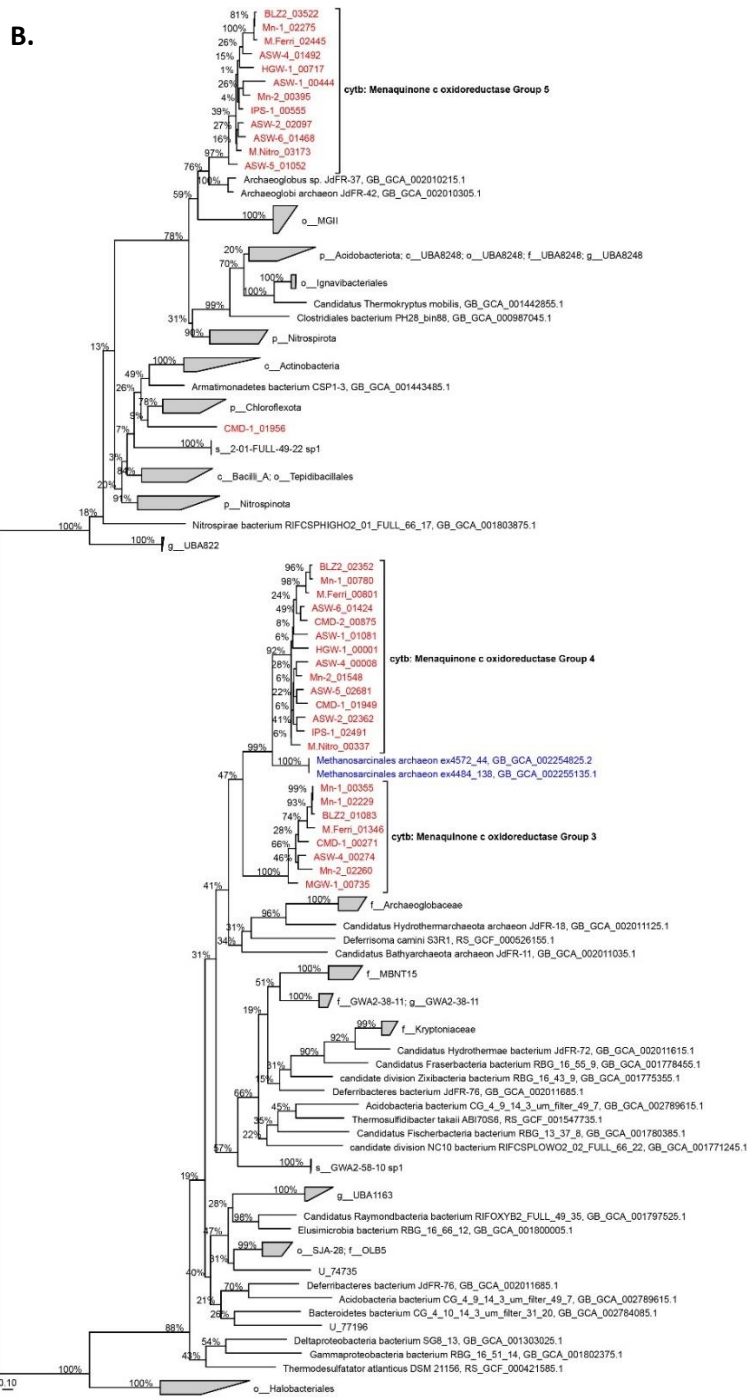 B.
81%
BLZ2_03522
100%
Mn-1_02275
26%
M.Ferri_02445
15%
ASW-4_01492
1%
HGW-1_00717
26%
ASW-1_00444
4%
Mn-2_00395
cytb: Menaquinone c oxidoreductase Group 5
39%
IPS-1_00555
27%
ASW-2_02097
16%
ASW-6_01468
97%
M.Nitro_03173
76%
ASW-5_01052
100%
Archaeoglobus sp. JdFR-37, GB_GCA_002010215.1
59%
Archaeoglobi archaeon JdFR-42, GB_GCA_002010305.1
100%
o__MGII
78%
20%
p__Acidobacteriota; c__UBA8248; o__UBA8248; f__UBA8248; g__UBA8248
70%
100%
o__Ignavibacteriales
100%
Candidatus Thermokryptus mobilis, GB_GCA_001442855.1
99%
Clostridiales bacterium PH28_bin88, GB_GCA_000987045.1
31%
90%
p__Nitrospirota
13%
100%
c__Actinobacteria
49%
26%
Armatimonadetes bacterium CSP1-3, GB_GCA_001443485.1
78%
p__Chloroflexota
9%
7%
CMD-1_01956
100%
s__2-01-FULL-49-22 sp1
3%
84%
c__Bacilli_A; o__Tepidibacillales
20%
91%
p__Nitrospinota
18%
Nitrospirae bacterium RIFCSPHIGHO2_01_FULL_66_17, GB_GCA_001803875.1
100%
100%
g__UBA822
96%
BLZ2_02352
98%
Mn-1_00780
24%
M.Ferri_00801
49%
ASW-6_01424
8%
CMD-2_00875
6%
ASW-1_01081
92%
HGW-1_00001
28%
ASW-4_00008
cytb: Menaquinone c oxidoreductase Group 4
6%
Mn-2_01548
22%
ASW-5_02681
6%
CMD-1_01949
41%
ASW-2_02362
6%
IPS-1_02491
99%
M.Nitro_00337
100%
Methanosarcinales archaeon ex4572_44, GB_GCA_002254825.2
47%
Methanosarcinales archaeon ex4484_138, GB_GCA_002255135.1
99%
Mn-1_00355
93%
Mn-1_02229
74%
BLZ2_01083
28%
M.Ferri_01346
cytb: Menaquinone c oxidoreductase Group 3
66%
CMD-1_00271
46%
ASW-4_00274
100%
Mn-2_02260
MGW-1_00735
41%
100%
f__Archaeoglobaceae
96%
31%
Candidatus Hydrothermarchaeota archaeon JdFR-18, GB_GCA_002011125.1
34%
Deferrisoma camini S3R1, RS_GCF_000526155.1
31%
Candidatus Bathyarchaeota archaeon JdFR-11, GB_GCA_002011035.1
100%
f__MBNT15
51%
100%
f__GWA2-38-11; g__GWA2-38-11
19%
99%
f__Kryptoniaceae
92%
90%
Candidatus Hydrothermae bacterium JdFR-72, GB_GCA_002011615.1
31%
Candidatus Fraserbacteria bacterium RBG_16_55_9, GB_GCA_001778455.1
15%
candidate division Zixibacteria bacterium RBG_16_43_9, GB_GCA_001775355.1
66%
Deferribacteres bacterium JdFR-76, GB_GCA_002011685.1
45%
Acidobacteria bacterium CG_4_9_14_3_um_filter_49_7, GB_GCA_002789615.1
35%
Thermosulfidibacter takaii ABI70S6, RS_GCF_001547735.1
22%
Candidatus Fischerbacteria bacterium RBG_13_37_8, GB_GCA_001780385.1
57%
candidate division NC10 bacterium RIFCSPLOWO2_02_FULL_66_22, GB_GCA_001771245.1
100%
s__GWA2-58-10 sp1
19%
100%
g__UBA1163
28%
98%
Candidatus Raymondbacteria bacterium RIFOXYB2_FULL_49_35, GB_GCA_001797525.1
47%
Elusimicrobia bacterium RBG_16_66_12, GB_GCA_001800005.1
99%
o__SJA-28; f__OLB5
31%
U_74735
40%
70%
Deferribacteres bacterium JdFR-76, GB_GCA_002011685.1
21%
Acidobacteria bacterium CG_4_9_14_3_um_filter_49_7, GB_GCA_002789615.1
26%
Bacteroidetes bacterium CG_4_10_14_3_um_filter_31_20, GB_GCA_002784085.1
U_77196
88%
54%
Deltaproteobacteria bacterium SG8_13, GB_GCA_001303025.1
43%
Gammaproteobacteria bacterium RBG_16_51_14, GB_GCA_001802375.1
100%
Thermodesulfatator atlanticus DSM 21156, RS_GCF_000421585.1
0.10
100%
o__Halobacteriales